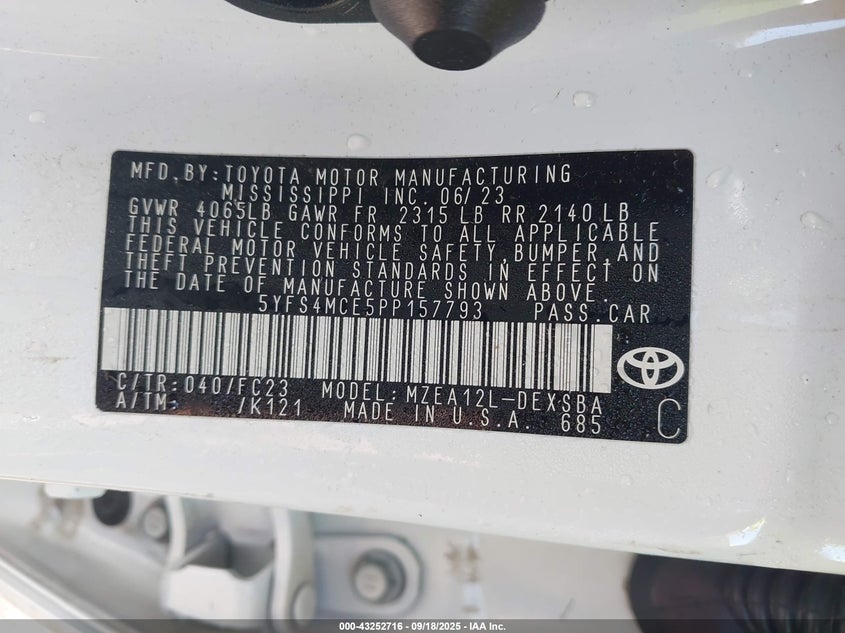 MFD.BY:TOYOTA MOTOR MANUFACTURING
MISSISSIPPI INC. 06/23
GVWR 4065LB GAWR FR 2315LB RR 2140LB
THIS VEHICLE CONFORMS TO ALL APPLICABLE
FEDERAL MOTOR VEHICLE SAFETY,BUMPER,AND
THEFT PREVENTION STANDARDS IN EFFECT ON
THE DATE OF MANUFACTURE SHOWN ABOVE.
5YFS4MCE5PP157793 PASS.CAR
C/TR:040/FC23 MODEL:MZEA12L-DEXSBA
A/TM: /K121 MADE IN U.S.A. 685 C
000-43252716 - 09/18/2025 - IAA Inc.